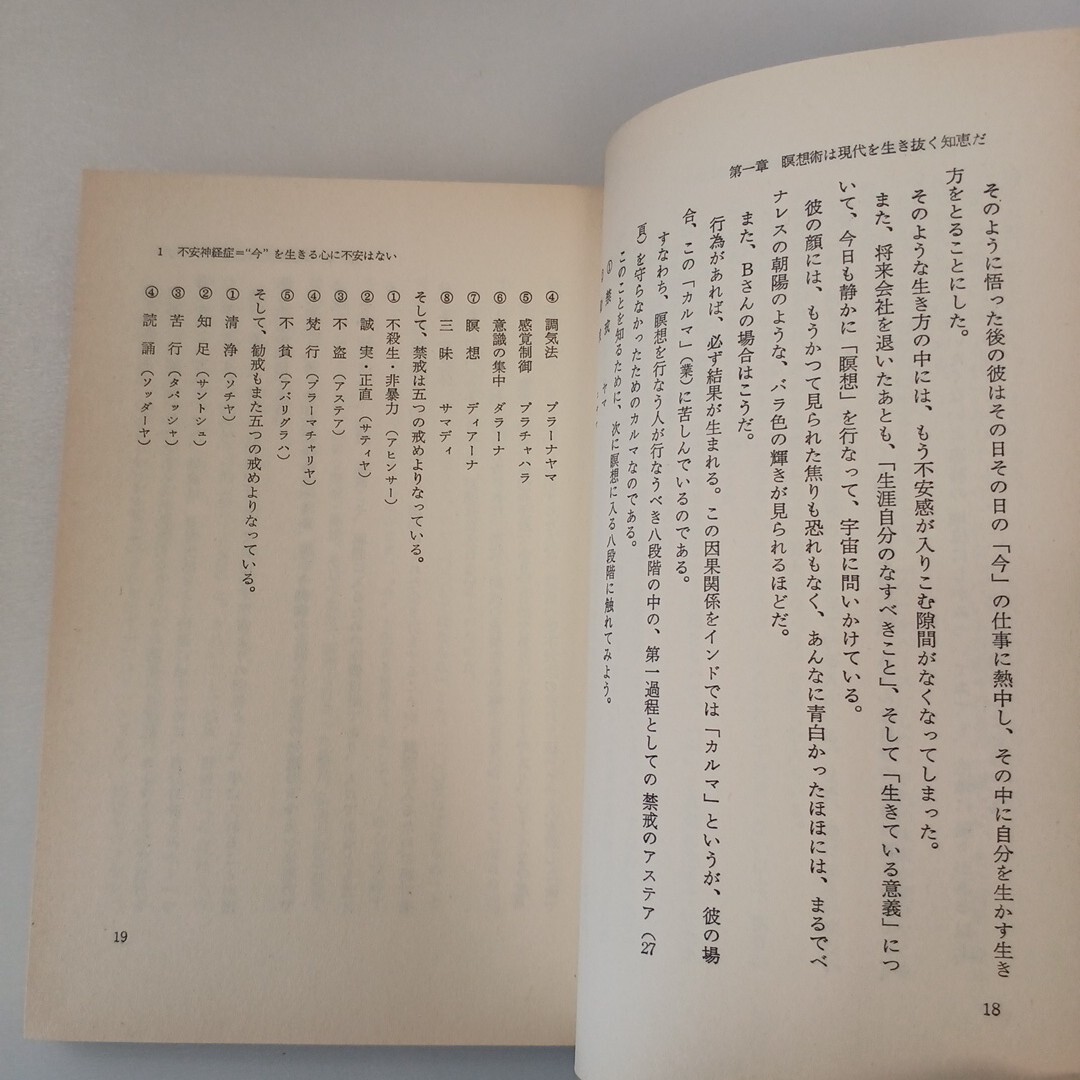 第一章　瞑想術は現代を生き抜く知恵だ
そのように悟った後の彼はその日その日の「今」の仕事に熱中し、その中に自分を生かす生き
方をとることにした。
そのような生き方の中には、もう不安感が入りこむ隙間がなくなってしまった。
また、将来会社を退いたあとも、「生涯自分のなすべきこと」、そして「生きている意義」につ
いて、今日も静かに「瞑想」を行なって、宇宙に問いかけている。
彼の顔には、もうかつて見られた焦りも恐れもなく、あんなに青白かったほほには、まるでベ
ナレスの朝陽のような、バラ色の輝きが見られるほどだ。
また、Bさんの場合はこうだ。
行為があれば、必ず結果が生まれる。この因果関係をインドでは「カルマ」というが、彼の場
合、この「カルマ」（業）に苦しんでいるのである。
すなわち、瞑想を行なう人が行なうべき八段階の中の、第一過程としての禁戒のアステア（27
頁）を守らなかったためのカルマなのである。
このことを知るために、次に瞑想に入る八段階に触れてみよう。
① 禁戒　ヤマ
18
1　不安神経症＝“今”を生きる心に不安はない
④ 調気法　プラーナヤマ
⑤ 感覚制御　プラチャハラ
⑥ 意識の集中　ダラーナ
⑦ 瞑想　ディアーナ
⑧ 三昧　サマディ
そして、禁戒は五つの戒めよりなっている。
① 不殺生・非暴力（アヒンサー）
② 誠実・正直（サティヤ）
③ 不盗（アステア）
④ 梵行（ブラーマチャリヤ）
⑤ 不貪（アパリグラハ）
そして、勧戒もまた五つの戒めよりなっている。
① 清浄（ソチヤ）
② 知足（サントシュ）
③ 苦行（タパッシャ）
④ 読誦（ソッダーヤ）
19